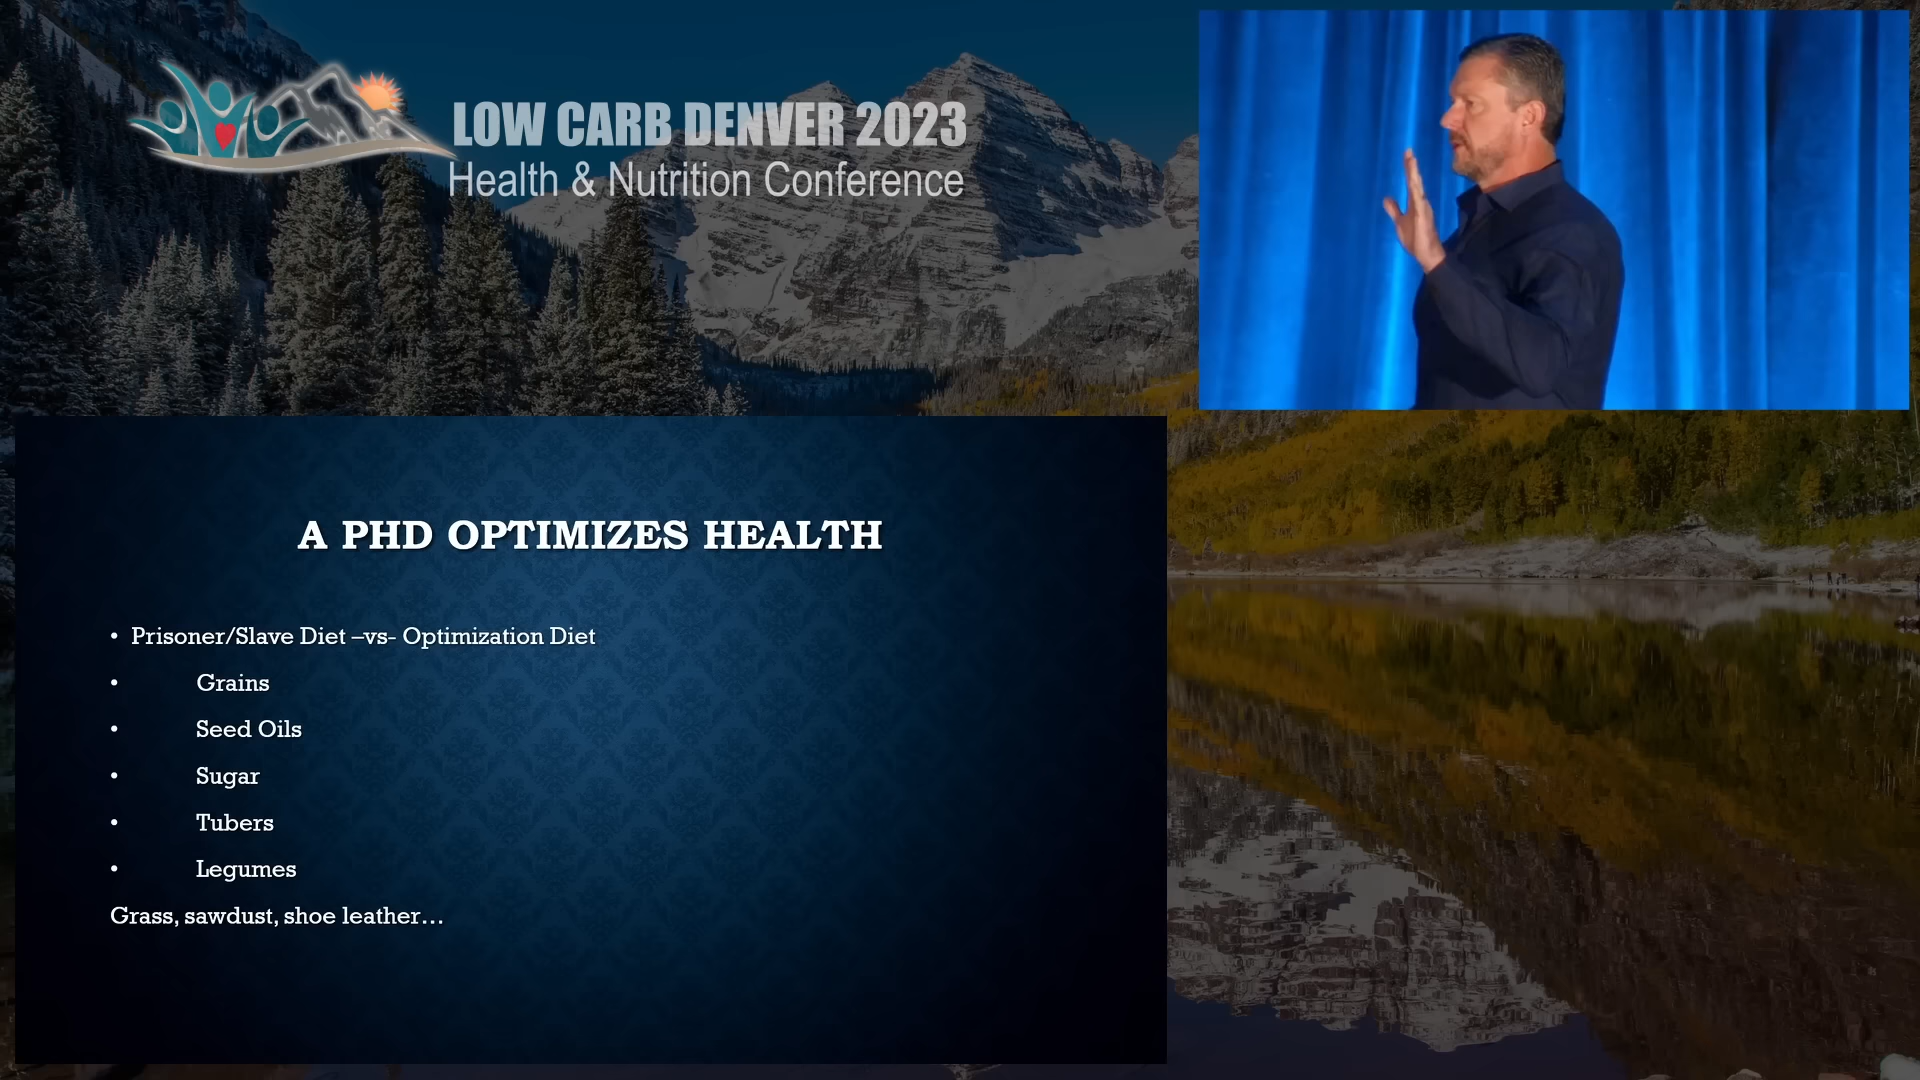 LOW CARB DENVER 2023
Health & Nutrition Conference
A PHD OPTIMIZES HEALTH
• Prisoner/Slave Diet –vs- Optimization Diet
• Grains
• Seed Oils
• Sugar
• Tubers
• Legumes
Grass, sawdust, shoe leather…